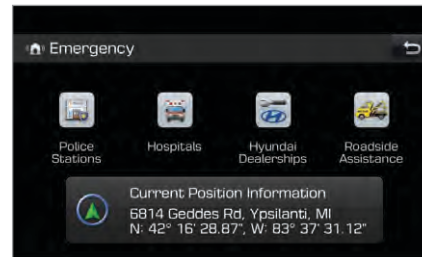 Emergency
Police
Stations
Hospitals
Hyundai
Dealerships
Roadside
Assistance
Current Position Information
6814 Geddes Rd, Ypsilanti, MI
N: 42° 16' 28.87", W: 83° 37' 31.12"